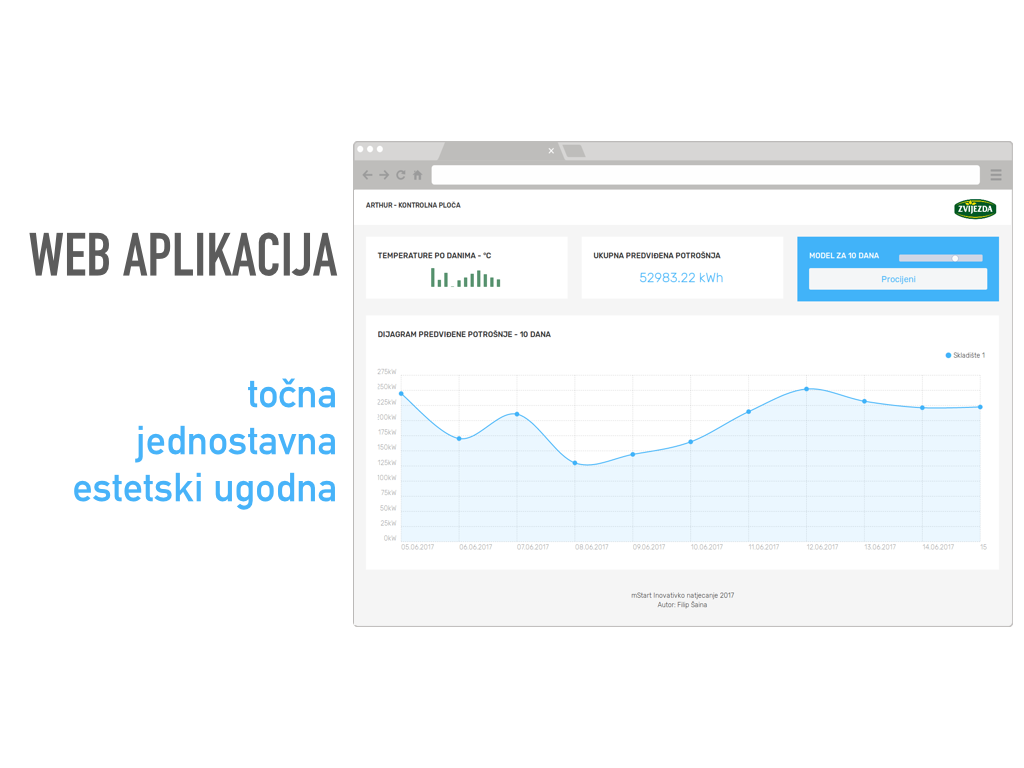 WEB APLIKACIJA
točna
jednostavna
estetski ugodna
ARTHUR - KONTROLNA PLOČA
ZVIJEZDA
TEMPERATURE PO DANIMA - °C
UKUPNA PREDVIĐENA POTROŠNJA
52983.22 kWh
MODEL ZA 10 DANA
Procijeni
DIJAGRAM PREDVIĐENE POTROŠNJE - 10 DANA
Skladište 1
275kW
250kW
225kW
200kW
175kW
150kW
125kW
100kW
75kW
50kW
25kW
0kW
05.06.2017 06.06.2017 07.06.2017 08.06.2017 09.06.2017 10.06.2017 11.06.2017 12.06.2017 13.06.2017 14.06.2017 15
mStart Inovativko natjecanje 2017
Autor: Filip Šaina